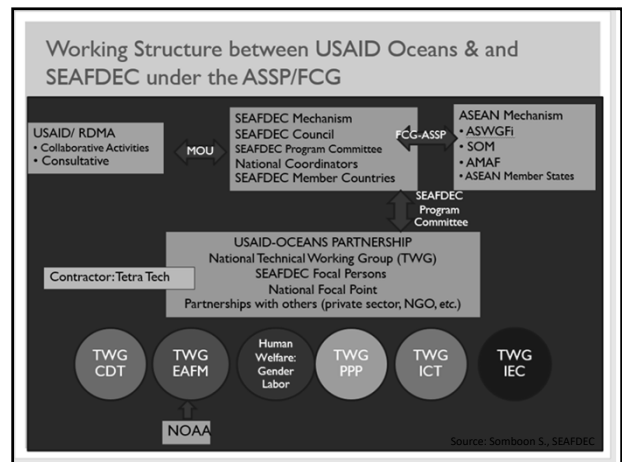 Working Structure between USAID Oceans & and
SEAFDEC under the ASSP/FCG
USAID/ RDMA
• Collaborative Activities
• Consultative
MOU
SEAFDEC Mechanism
SEAFDEC Council
SEAFDEC Program Committee
National Coordinators
SEAFDEC Member Countries
FCG-ASSP
ASEAN Mechanism
• ASWGFi
• SOM
• AMAF
• ASEAN Member States
SEAFDEC
Program
Committee
USAID-OCEANS PARTNERSHIP
National Technical Working Group (TWG)
SEAFDEC Focal Persons
National Focal Point
Partnerships with others (private sector, NGO, etc.)
Contractor: Tetra Tech
TWG
CDT
TWG
EAFM
Human
Welfare:
Gender
Labor
TWG
PPP
TWG
ICT
TWG
IEC
NOAA
Source: Somboon S., SEAFDEC